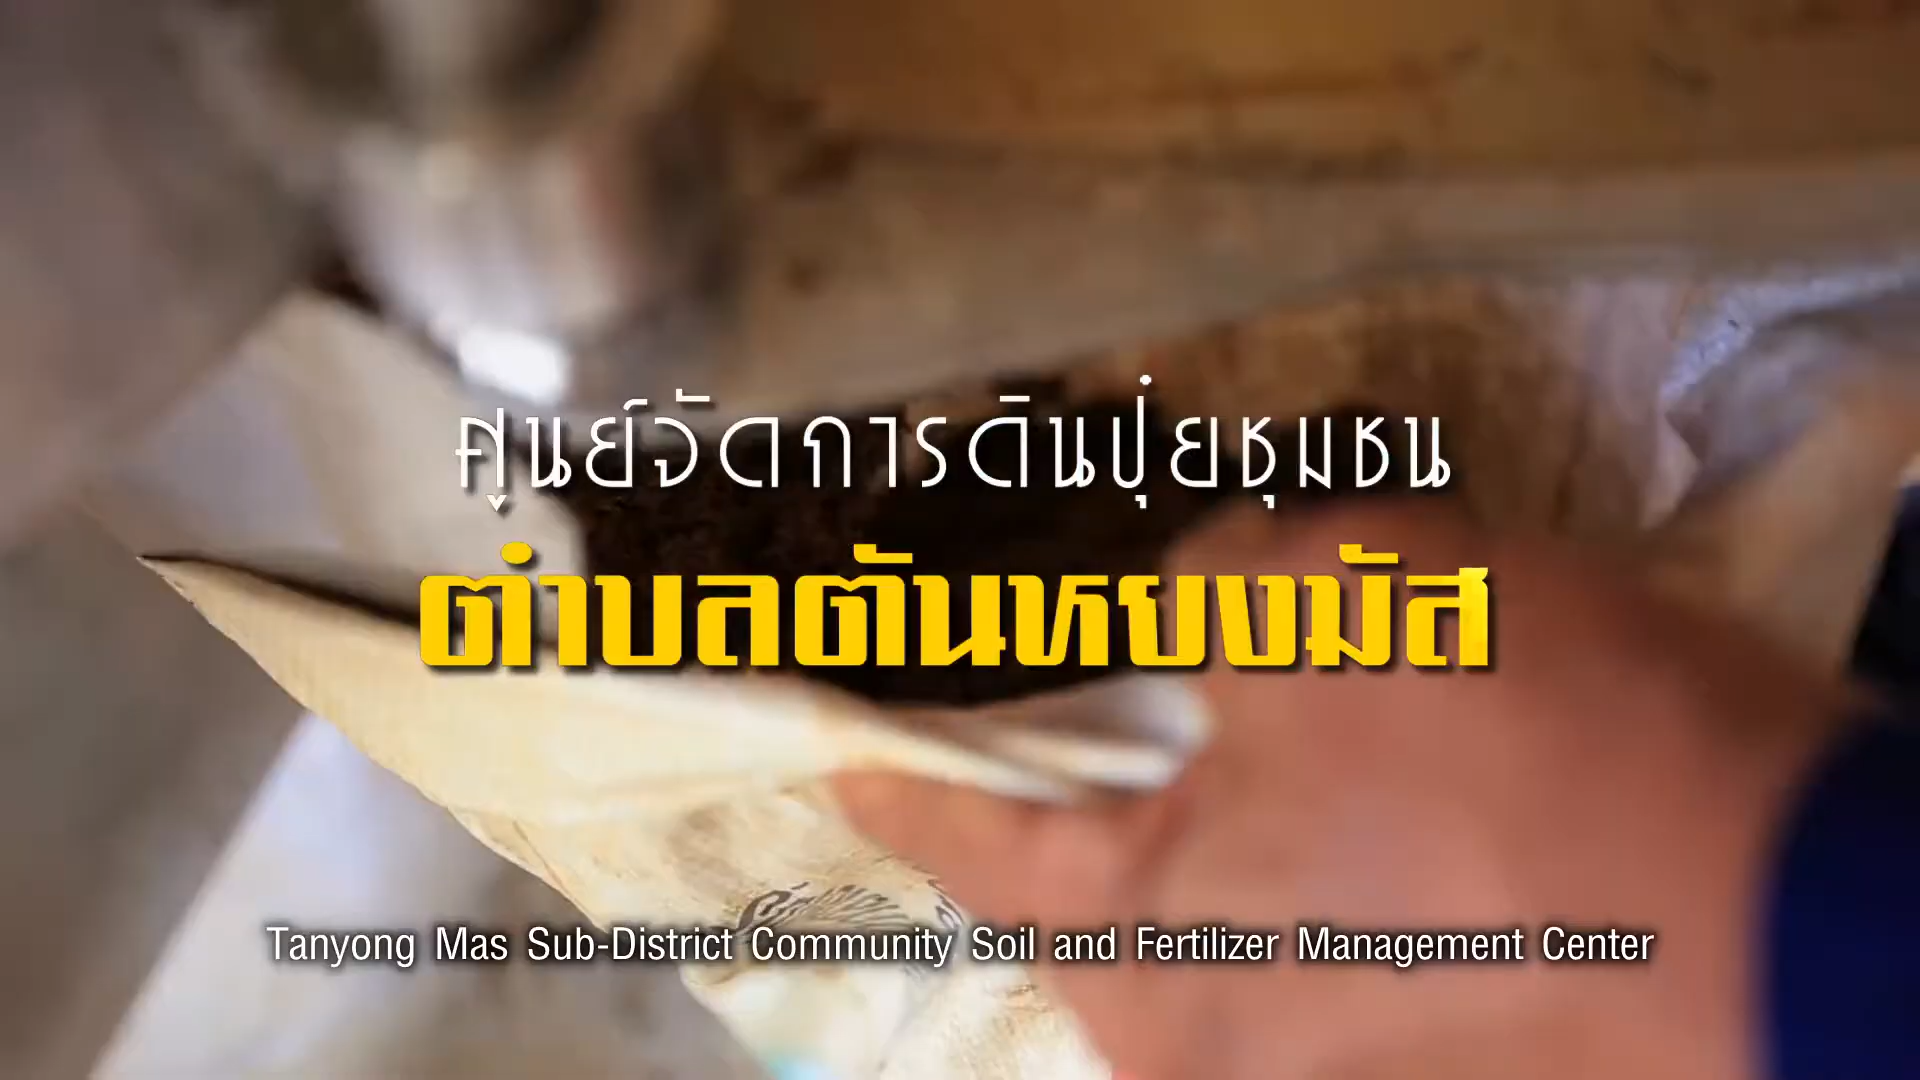 ศูนย์จัดการดินปุ๋ยชุมชน
ตำบลตันหยงมัส
Tanyong Mas Sub-District Community Soil and Fertilizer Management Center